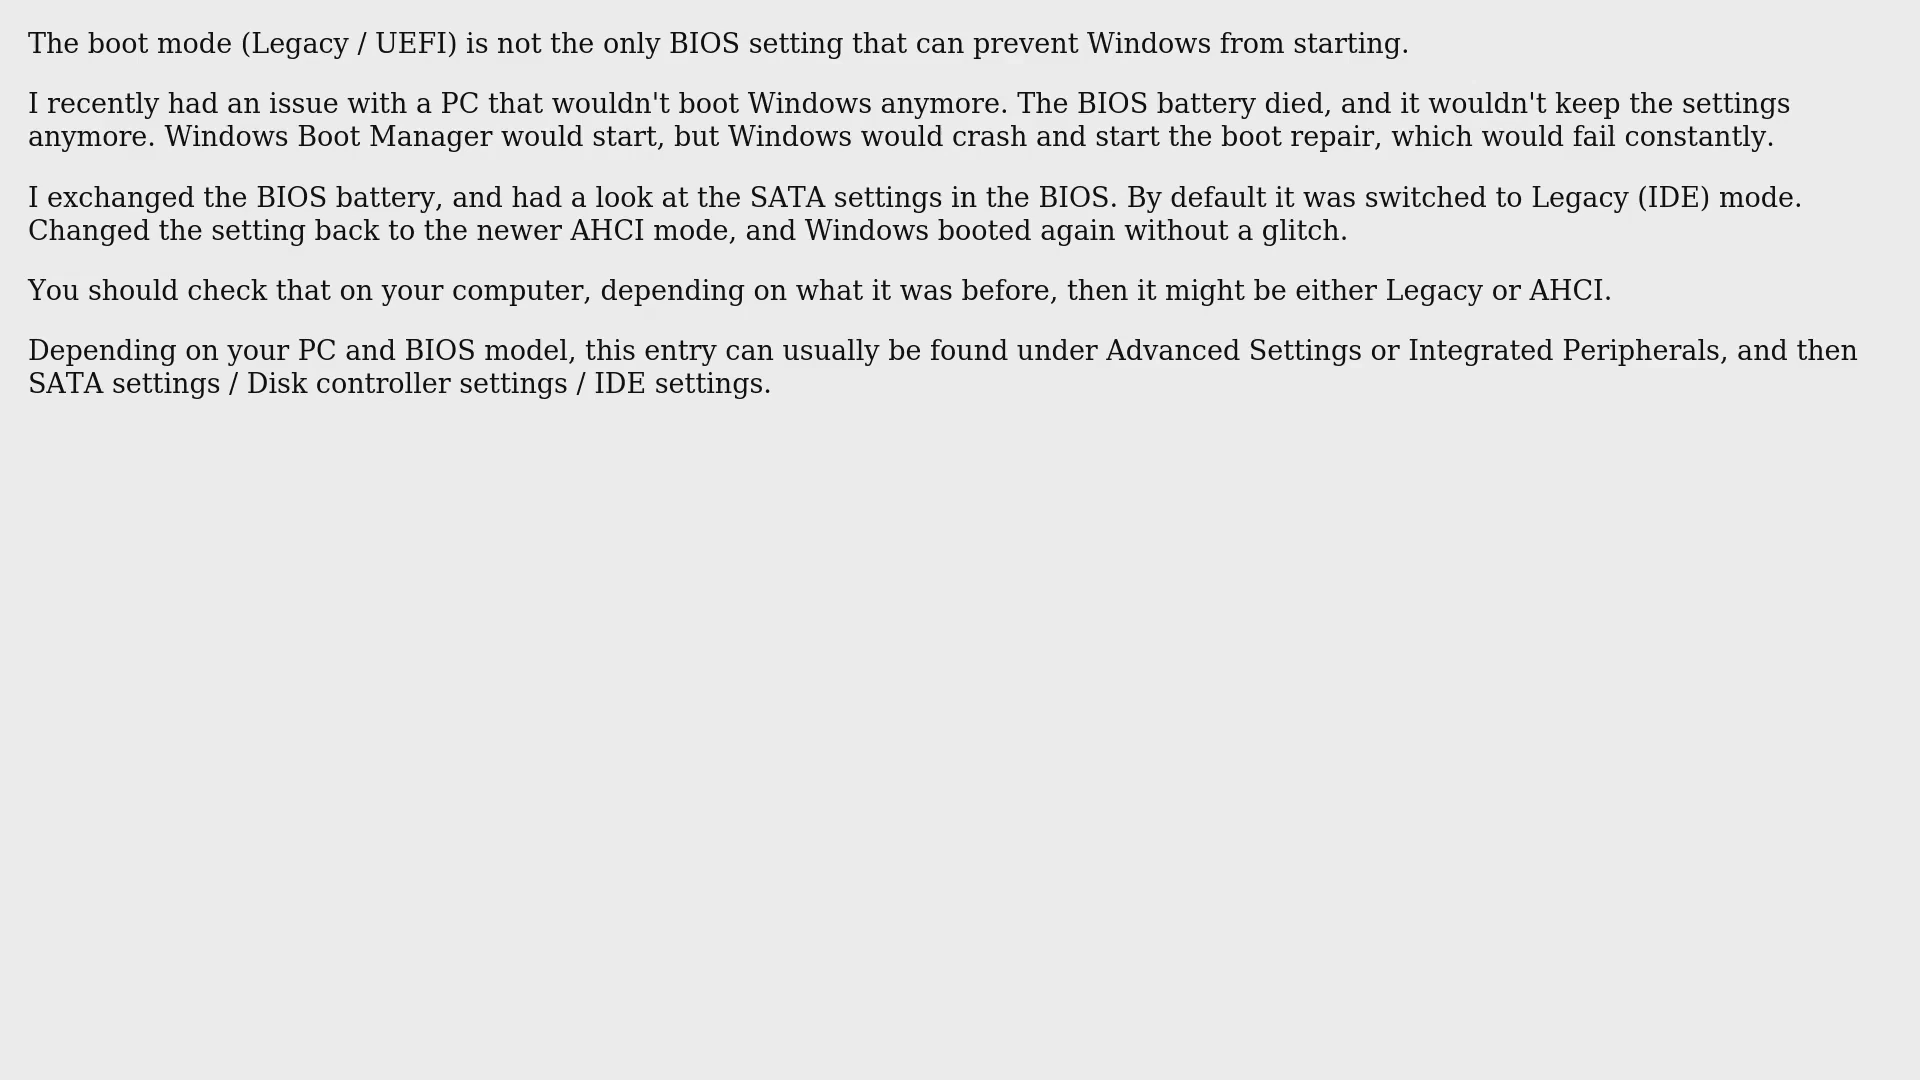 The boot mode (Legacy / UEFI) is not the only BIOS setting that can prevent Windows from starting.
I recently had an issue with a PC that wouldn't boot Windows anymore. The BIOS battery died, and it wouldn't keep the settings
anymore. Windows Boot Manager would start, but Windows would crash and start the boot repair, which would fail constantly.
I exchanged the BIOS battery, and had a look at the SATA settings in the BIOS. By default it was switched to Legacy (IDE) mode.
Changed the setting back to the newer AHCI mode, and Windows booted again without a glitch.
You should check that on your computer, depending on what it was before, then it might be either Legacy or AHCI.
Depending on your PC and BIOS model, this entry can usually be found under Advanced Settings or Integrated Peripherals, and then
SATA settings / Disk controller settings / IDE settings.